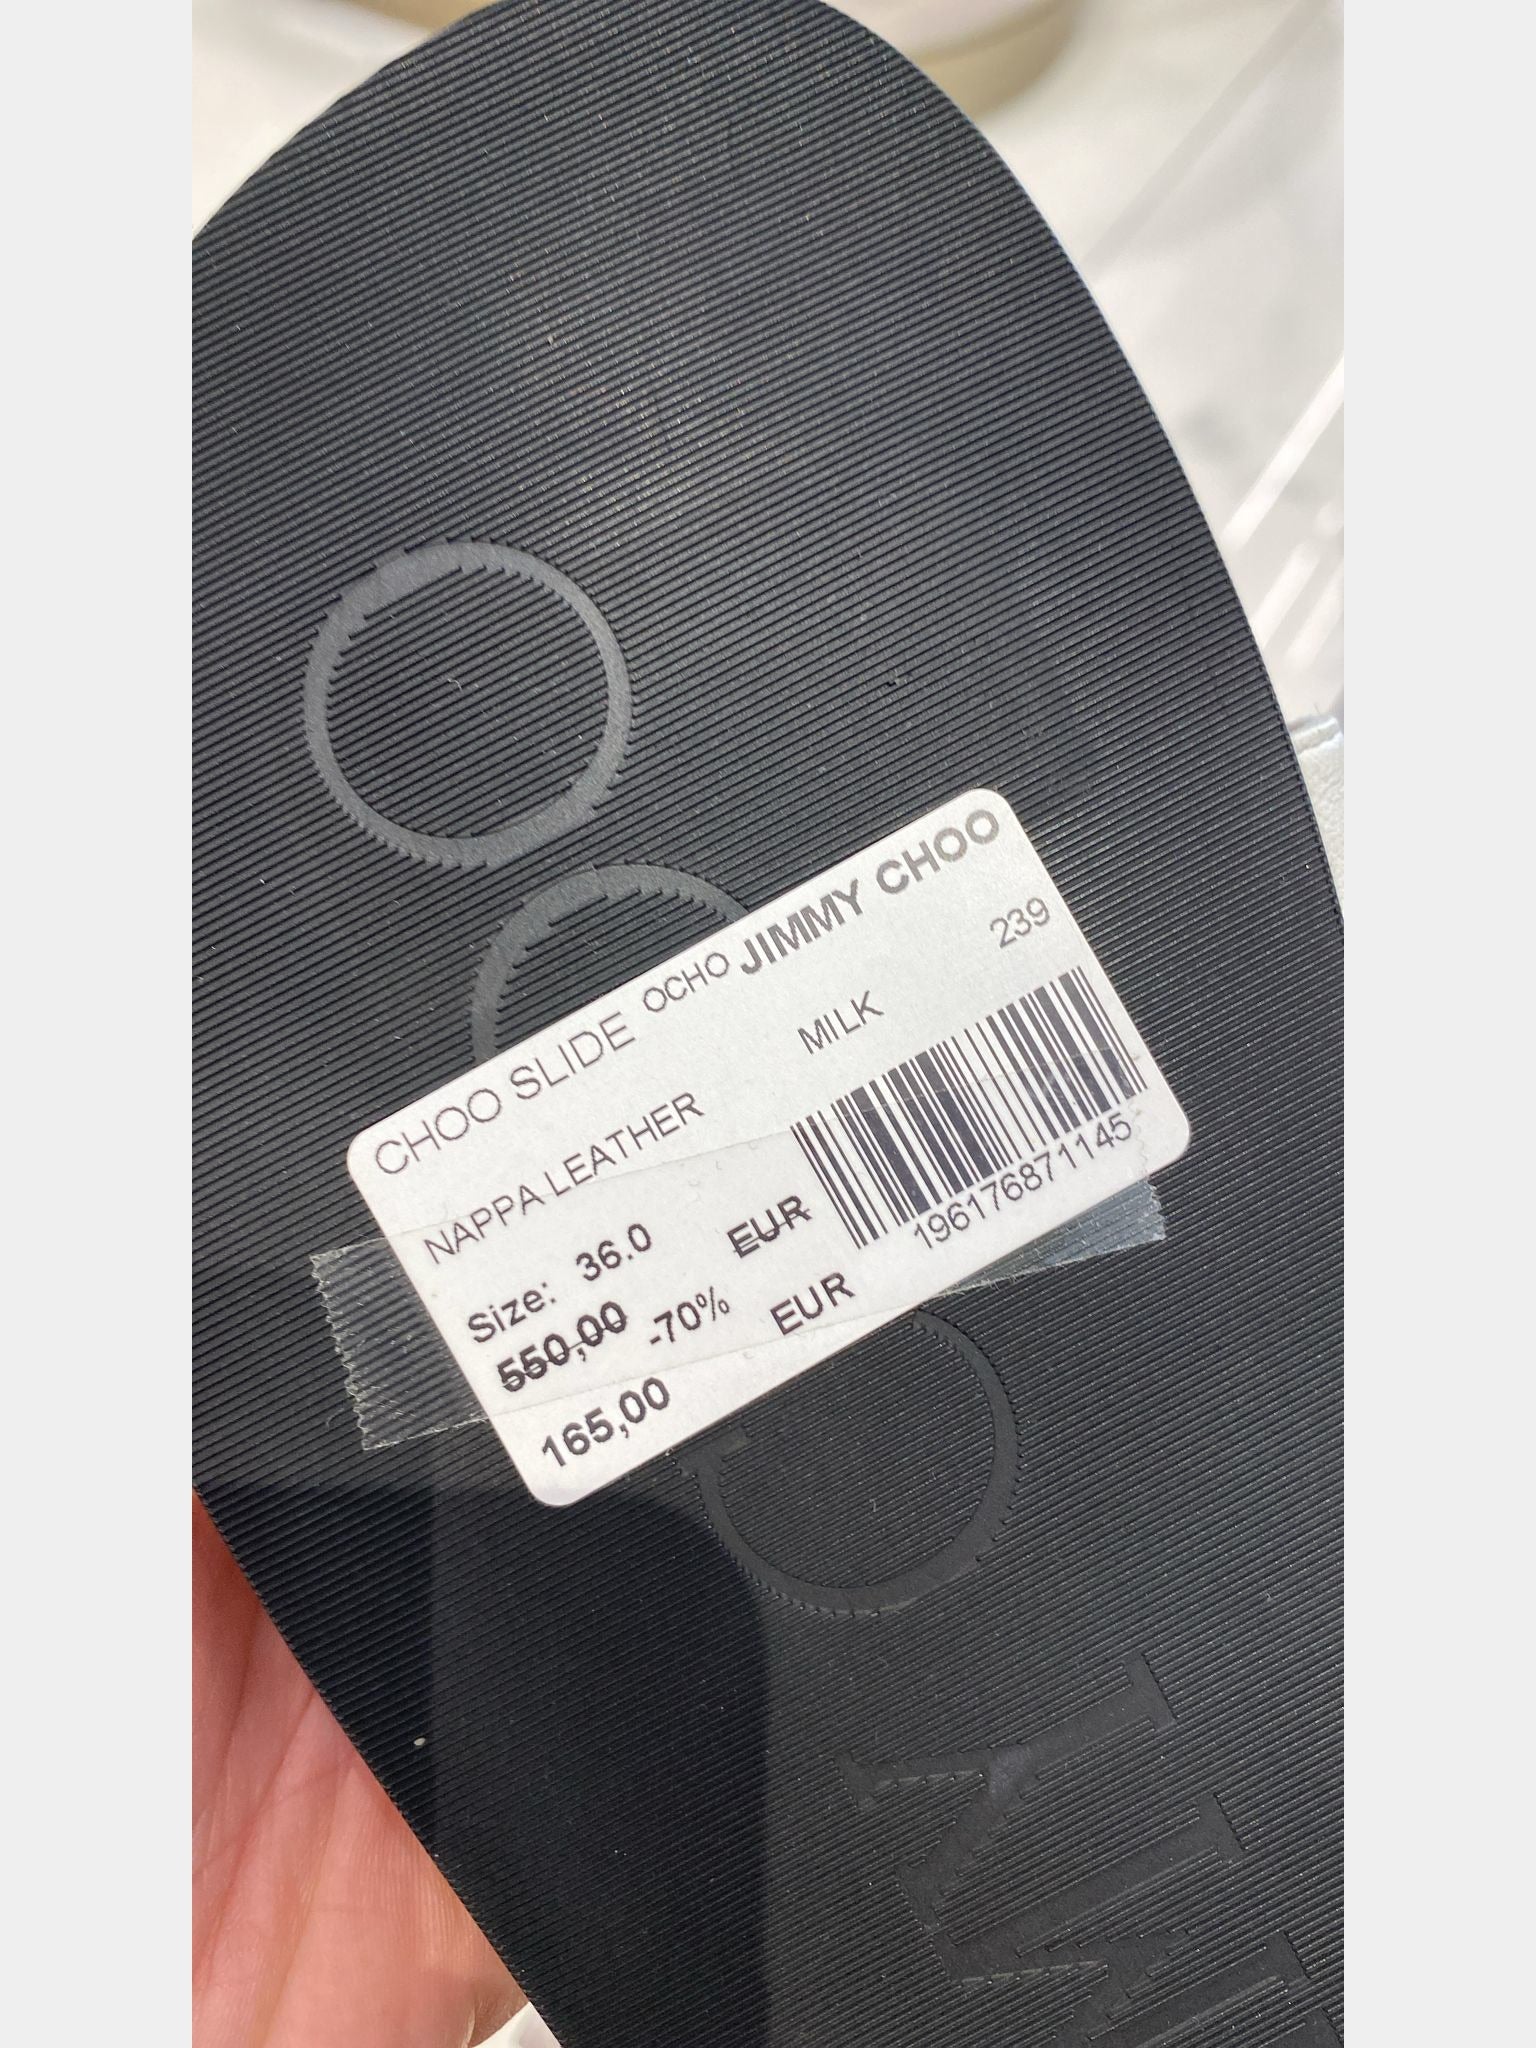 JIMMY CHOO
CHOO SLIDE OCHO 239
NAPPA LEATHER MILK
Size: 36.0
550,00 -70% EUR
165,00 EUR
196176871145